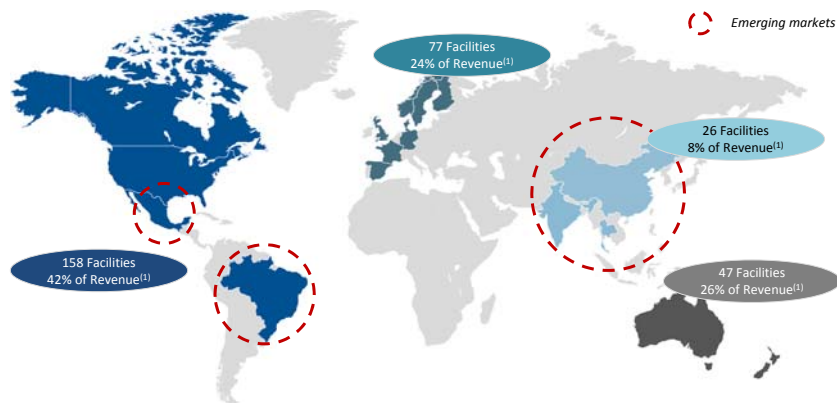 Emerging markets
77 Facilities
24% of Revenue(1)
26 Facilities
8% of Revenue(1)
158 Facilities
42% of Revenue(1)
47 Facilities
26% of Revenue(1)